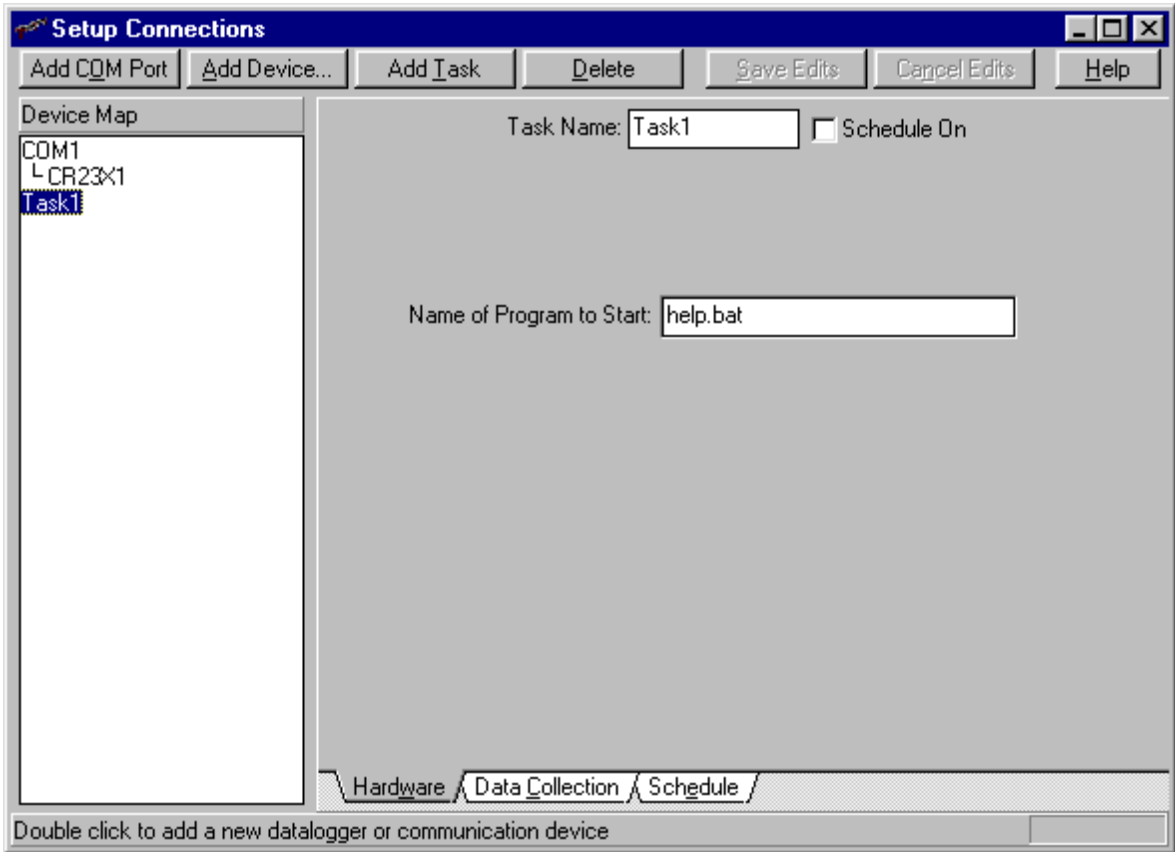 Setup Connections
Add COM Port Add Device... Add Task Delete Save Edits Cancel Edits Help
Device Map
COM1
CR23X1
Task1
Task Name: Task1 Schedule On
Name of Program to Start: help.bat
Hardware Data Collection Schedule
Double click to add a new datalogger or communication device